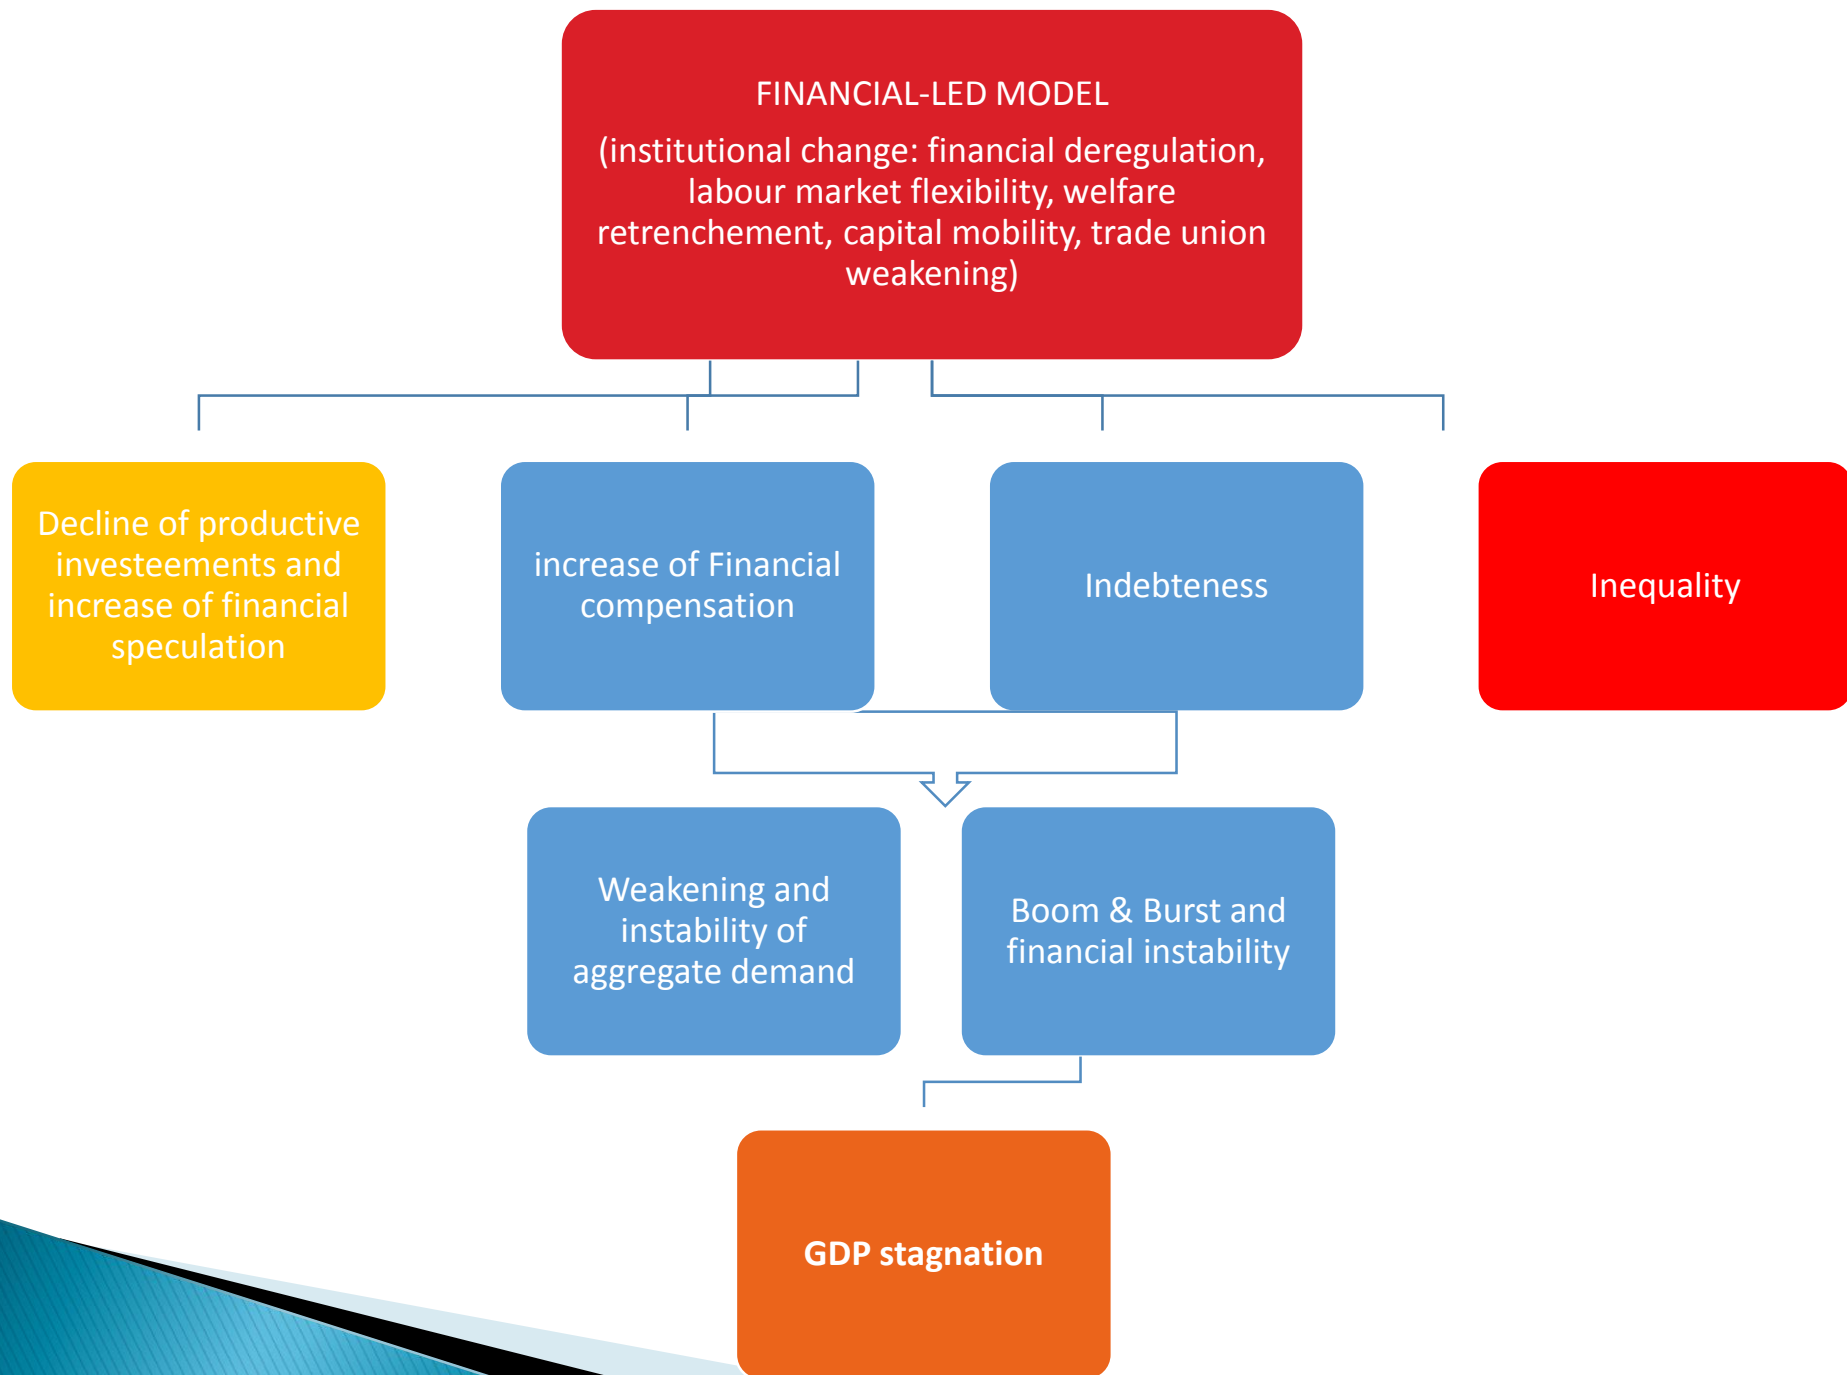 FINANCIAL-LED MODEL
(institutional change: financial deregulation,
labour market flexibility, welfare
retrenchement, capital mobility, trade union
weakening)
Decline of productive
investeements and
increase of financial
speculation
increase of Financial
compensation
Indebteness
Inequality
Weakening and
instability of
aggregate demand
Boom & Burst and
financial instability
GDP stagnation